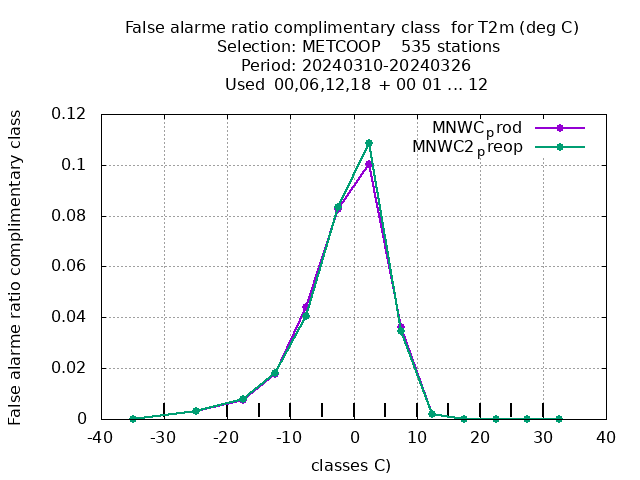 False alarme ratio complimentary class  for T2m (deg C)
Selection: METCOOP    535 stations
Period: 20240310-20240326
Used  00,06,12,18 + 00 01 ... 12
False alarme ratio complimentary class
0.12
0.1
0.08
0.06
0.04
0.02
0
MNWCprod
MNWC2preop
-40 -30 -20 -10 0 10 20 30 40
classes C)